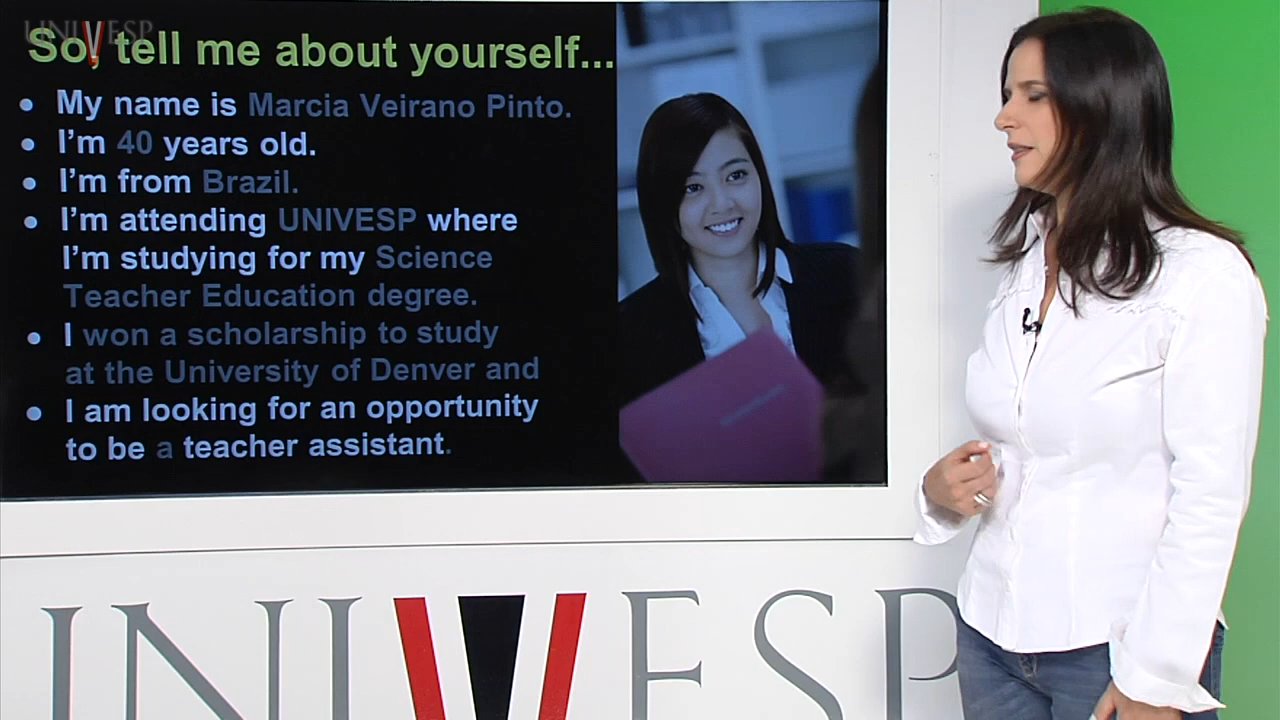 UNIVESP
So, tell me about yourself...
• My name is Marcia Veirano Pinto.
• I'm 40 years old.
• I'm from Brazil.
• I'm attending UNIVESP where
I'm studying for my Science
Teacher Education degree.
• I won a scholarship to study
at the University of Denver and
• I am looking for an opportunity
to be a teacher assistant.
UNIVESP